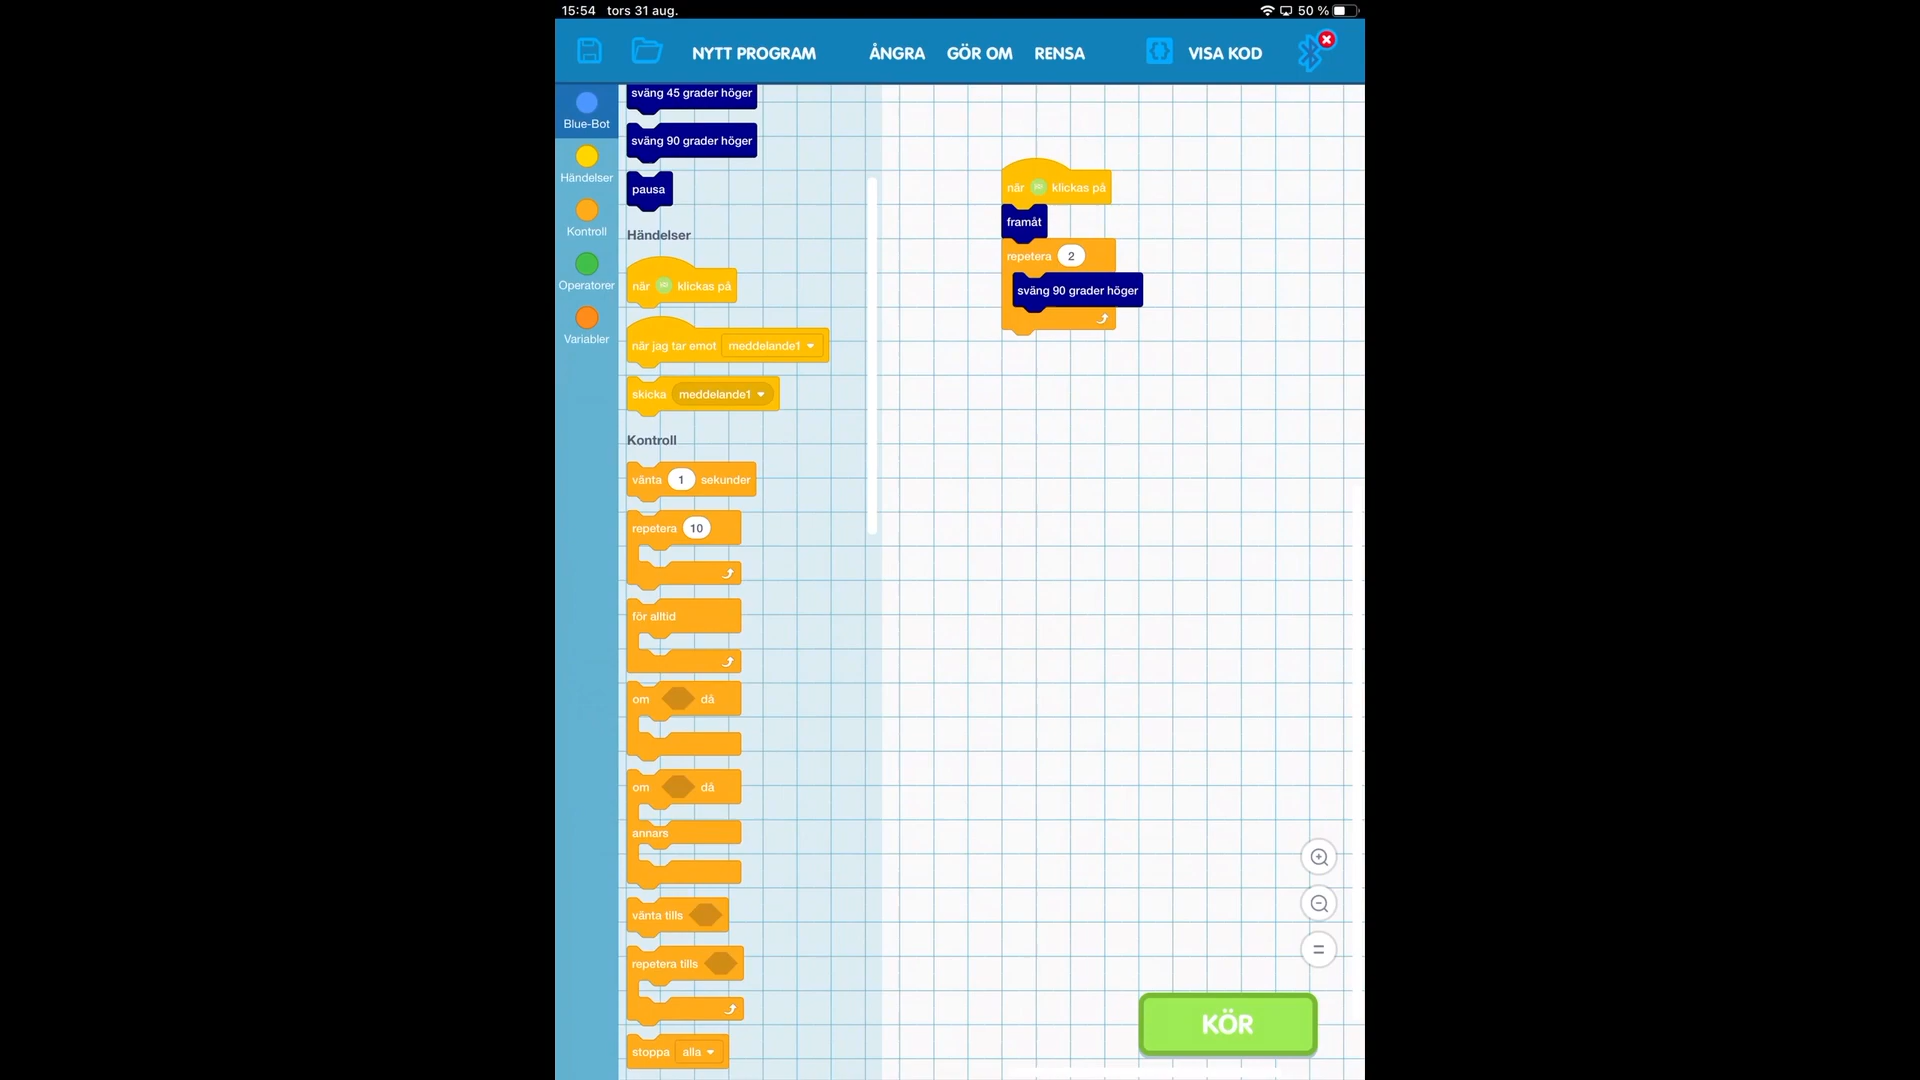 15:54 tors 31 aug. 50 %
NYTT PROGRAM ÅNGRA GÖR OM RENSA VISA KOD
Blue-Bot
Händelser
Kontroll
Operatorer
Variabler
sväng 45 grader höger
sväng 90 grader höger
pausa
Händelser
när klickas på
när jag tar emot meddelande1
skicka meddelande1
Kontroll
vänta 1 sekunder
repetera 10
för alltid
om då
om då
annars
vänta tills
repetera tills
stoppa alla
när klickas på
framåt
repetera 2
sväng 90 grader höger
KÖR